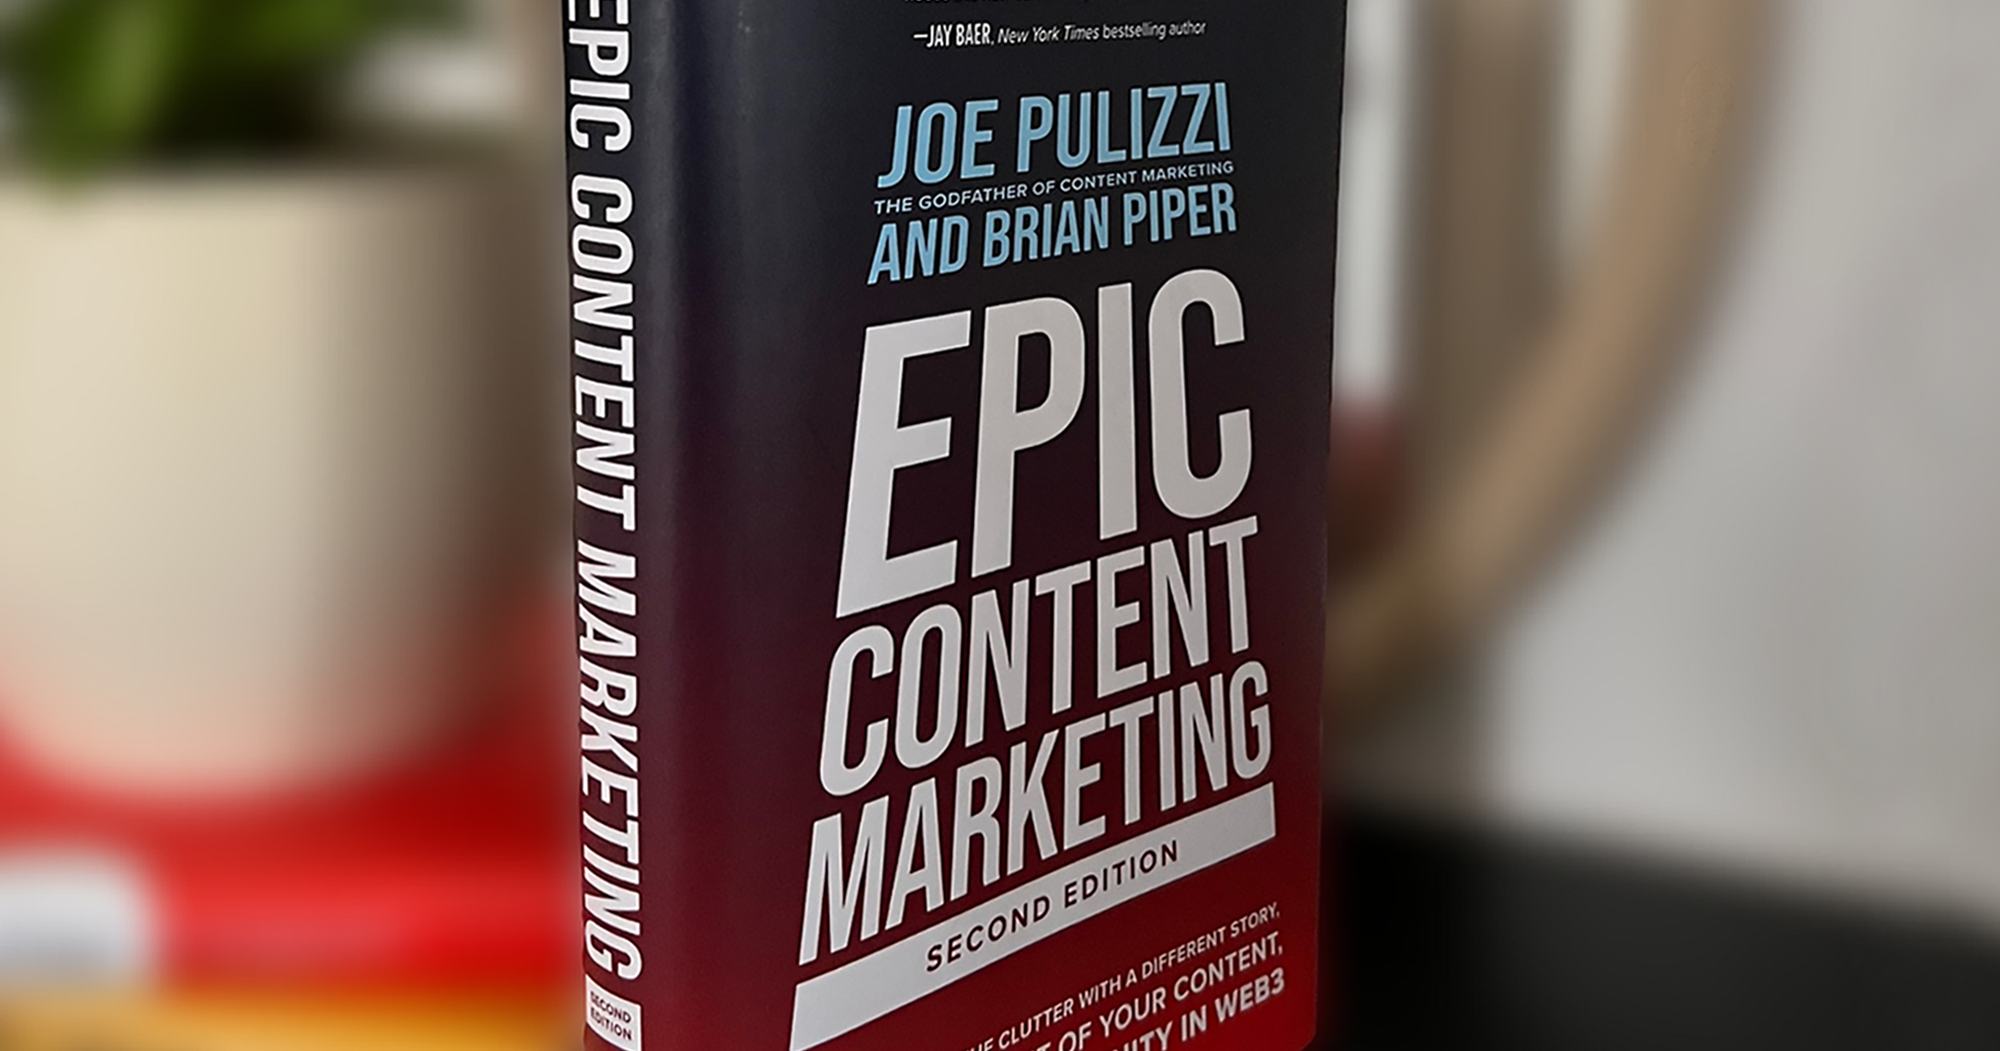 —JAY BAER, New York Times bestselling author
JOE PULIZZI
THE GODFATHER OF CONTENT MARKETING
AND BRIAN PIPER
EPIC
CONTENT
MARKETING
SECOND EDITION
CLUTTER WITH A DIFFERENT STORY,
OF YOUR CONTENT,
IN WEB3
EPIC CONTENT MARKETING
SECOND
EDITION